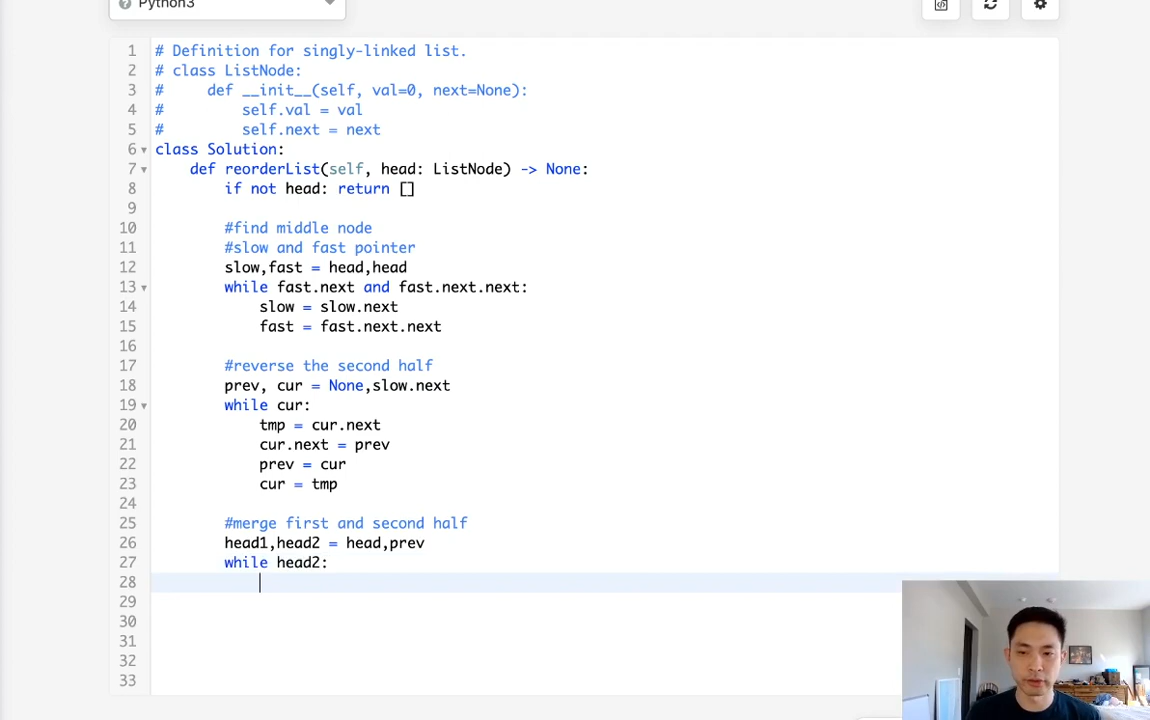 Python3
1 # Definition for singly-linked list.
2 # class ListNode:
3 #     def __init__(self, val=0, next=None):
4 #         self.val = val
5 #         self.next = next
6 class Solution:
7     def reorderList(self, head: ListNode) -> None:
8         if not head: return []
9
10         #find middle node
11         #slow and fast pointer
12         slow,fast = head,head
13         while fast.next and fast.next.next:
14             slow = slow.next
15             fast = fast.next.next
16
17         #reverse the second half
18         prev, cur = None,slow.next
19         while cur:
20             tmp = cur.next
21             cur.next = prev
22             prev = cur
23             cur = tmp
24
25         #merge first and second half
26         head1,head2 = head,prev
27         while head2:
28
29
30
31
32
33